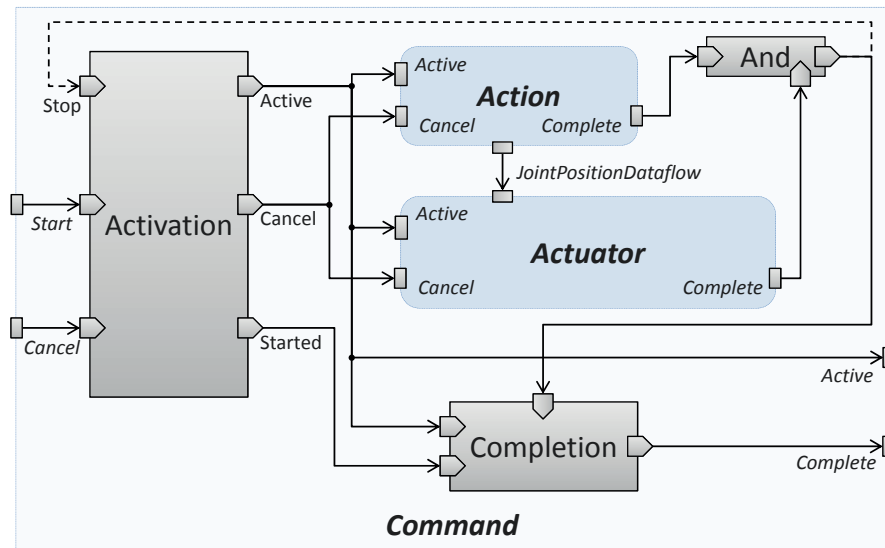 And
Active
Action
Stop
Active
Cancel
Complete
JointPositionDataflow
Start
Activation
Cancel
Active
Actuator
Cancel
Complete
Cancel
Started
Active
Completion
Complete
Command